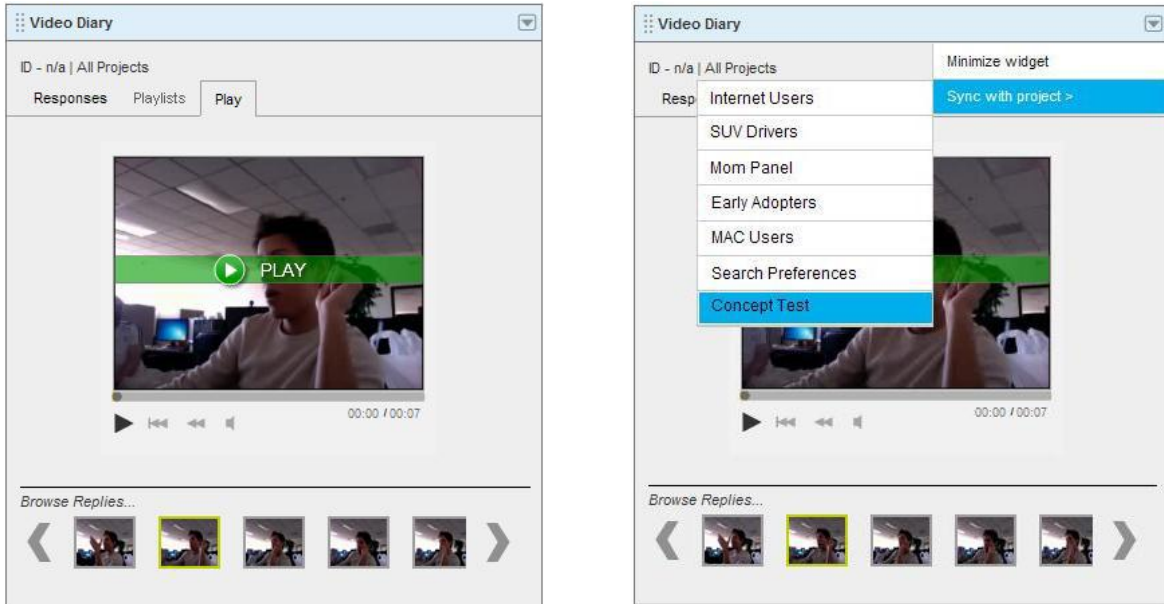 Video Diary
ID - n/a | All Projects
Responses Playlists Play
PLAY
00:00 / 00:07
Browse Replies...
Video Diary
ID - n/a | All Projects
Minimize widget
Sync with project >
Resp
Internet Users
SUV Drivers
Mom Panel
Early Adopters
MAC Users
Search Preferences
Concept Test
00:00 / 00:07
Browse Replies...